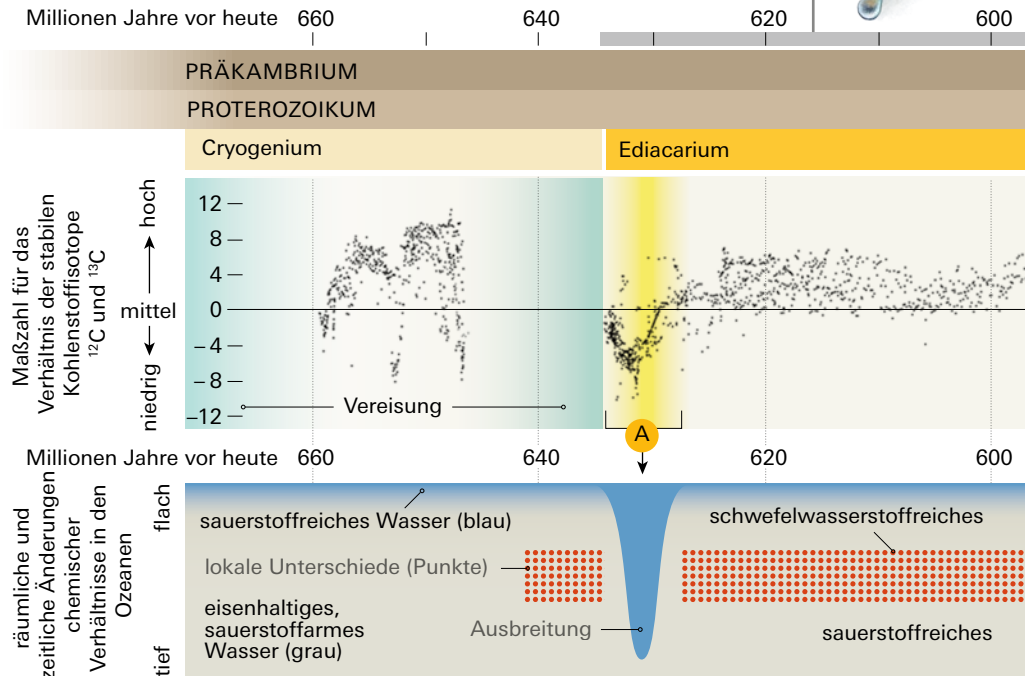 Millionen Jahre vor heute 660 640 620 600
PRÄKAMBRIUM
PROTEROZOIKUM
Cryogenium Ediacarium
Maßzahl für das
Verhältnis der stabilen
Kohlenstoffisotope
¹²C und ¹³C
hoch
mittel
niedrig
12
8
4
0
–4
–8
–12
Vereisung
A
Millionen Jahre vor heute 660 640 620 600
räumliche und
zeitliche Änderungen
chemischer
Verhältnisse in den
Ozeanen
flach
tief
sauerstoffreiches Wasser (blau)
schwefelwasserstoffreiches
lokale Unterschiede (Punkte)
eisenhaltiges,
sauerstoffarmes
Wasser (grau)
Ausbreitung
sauerstoffreiches